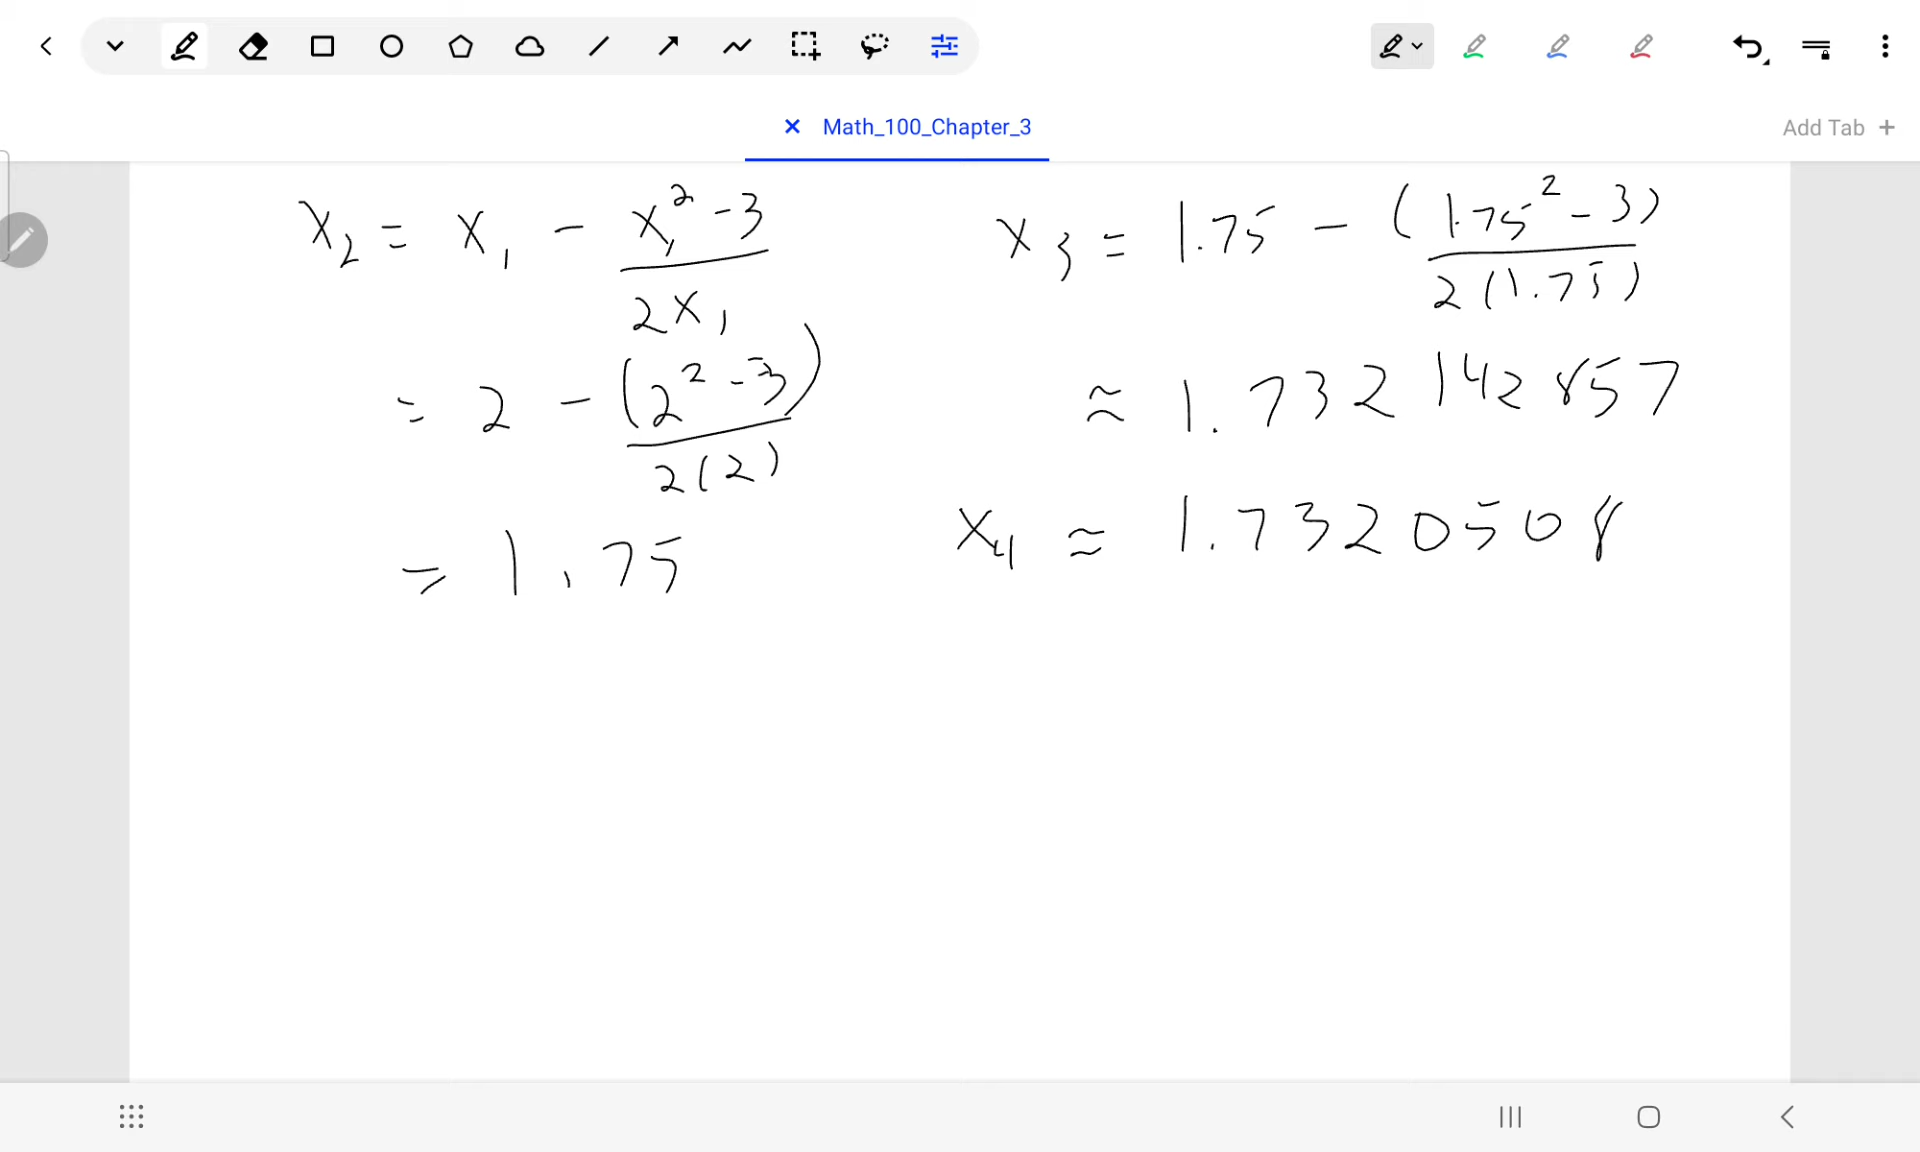 Math_100_Chapter_3
Add Tab +
x₂ = x₁ - (x₁² - 3) / 2x₁
= 2 - (2² - 3) / 2(2)
= 1.75
x₃ = 1.75 - (1.75² - 3) / 2(1.75)
≈ 1.732142857
x₄ ≈ 1.7320508